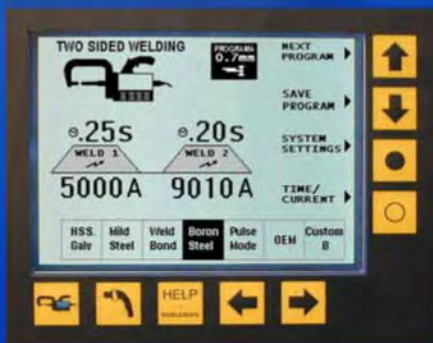 TWO SIDED WELDING
PROGRAMS
0.7mm
NEXT
PROGRAM
SAVE
PROGRAM
SYSTEM
SETTINGS
TIME/
CURRENT
.25s
.20s
WELD 1
WELD 2
5000A
9010A
HSS.
Galv
Mild
Steel
Weld
Bond
Boron
Steel
Pulse
Mode
OEM
Custom
B
HELP